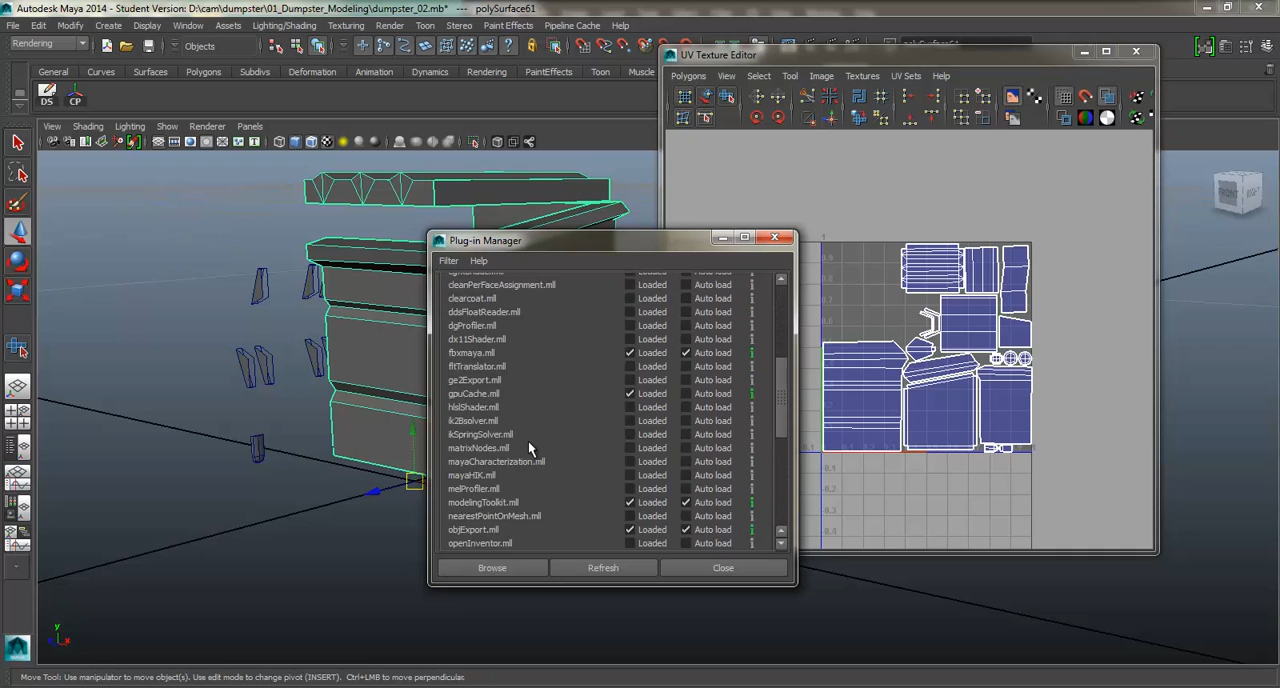 Autodesk Maya 2014 - Student Version: D:\cam\dumpster\01_Dumpster_Modeling\dumpster_02.mb* --- polySurface61
File Edit Modify Create Display Window Assets Lighting/Shading Texturing Render Toon Stereo Paint Effects Pipeline Cache Help
Rendering Objects
General Curves Surfaces Polygons Subdivs Deformation Animation Dynamics Rendering PaintEffects Toon Muscle
DS CP
View Shading Lighting Show Renderer Panels
UV Texture Editor
Polygons View Select Tool Image Textures UV Sets Help
FRONT RIGHT
Plug-in Manager
Filter Help
cleanPerFaceAssignment.mll Loaded Auto load
clearcoat.mll Loaded Auto load
ddsFloatReader.mll Loaded Auto load
dgProfiler.mll Loaded Auto load
dx11Shader.mll Loaded Auto load
fbxmaya.mll Loaded Auto load
fltTranslator.mll Loaded Auto load
ge2Export.mll Loaded Auto load
gpuCache.mll Loaded Auto load
hlslShader.mll Loaded Auto load
ik2Bsolver.mll Loaded Auto load
ikSpringSolver.mll Loaded Auto load
matrixNodes.mll Loaded Auto load
mayaCharacterization.mll Loaded Auto load
mayaHIK.mll Loaded Auto load
melProfiler.mll Loaded Auto load
modelingToolkit.mll Loaded Auto load
nearestPointOnMesh.mll Loaded Auto load
objExport.mll Loaded Auto load
openInventor.mll Loaded Auto load
Browse Refresh Close
Move Tool: Use manipulator to move object(s). Use edit mode to change pivot (INSERT). Ctrl+LMB to move perpendicular.